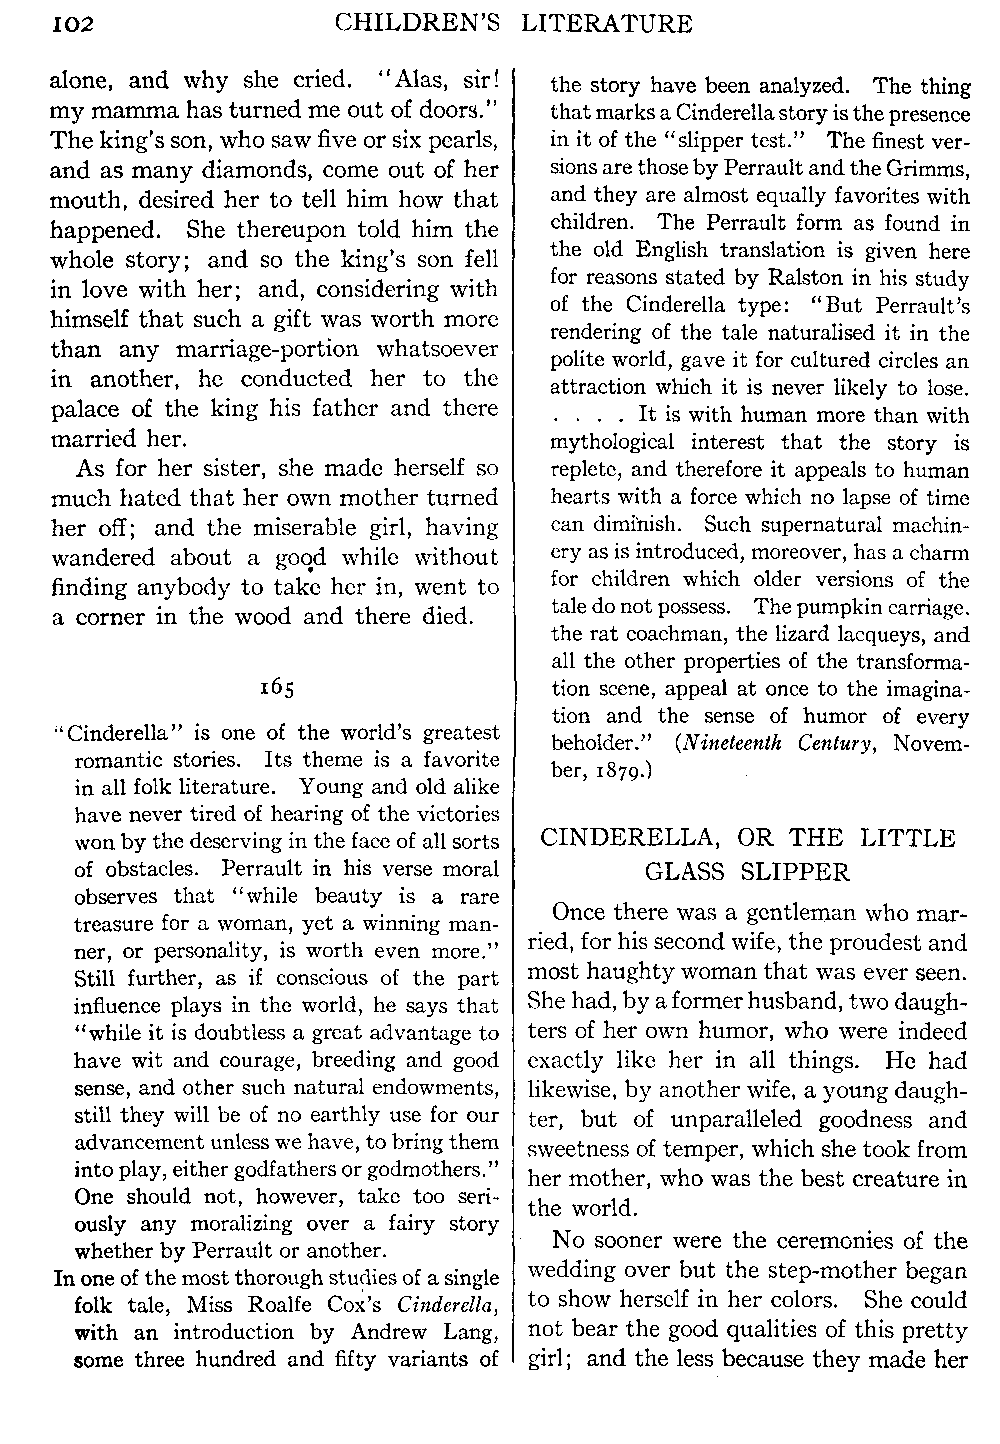 102 CHILDREN'S LITERATURE
alone, and why she cried. "Alas, sir!
my mamma has turned me out of doors."
The king's son, who saw five or six pearls,
and as many diamonds, come out of her
mouth, desired her to tell him how that
happened. She thereupon told him the
whole story; and so the king's son fell
in love with her; and, considering with
himself that such a gift was worth more
than any marriage-portion whatsoever
in another, he conducted her to the
palace of the king his father and there
married her.
As for her sister, she made herself so
much hated that her own mother turned
her off; and the miserable girl, having
wandered about a good while without
finding anybody to take her in, went to
a corner in the wood and there died.
165
"Cinderella" is one of the world's greatest
romantic stories. Its theme is a favorite
in all folk literature. Young and old alike
have never tired of hearing of the victories
won by the deserving in the face of all sorts
of obstacles. Perrault in his verse moral
observes that "while beauty is a rare
treasure for a woman, yet a winning man-
ner, or personality, is worth even more."
Still further, as if conscious of the part
influence plays in the world, he says that
"while it is doubtless a great advantage to
have wit and courage, breeding and good
sense, and other such natural endowments,
still they will be of no earthly use for our
advancement unless we have, to bring them
into play, either godfathers or godmothers."
One should not, however, take too seri-
ously any moralizing over a fairy story
whether by Perrault or another.
In one of the most thorough studies of a single
folk tale, Miss Roalfe Cox's Cinderella,
with an introduction by Andrew Lang,
some three hundred and fifty variants of
the story have been analyzed. The thing
that marks a Cinderella story is the presence
in it of the "slipper test." The finest ver-
sions are those by Perrault and the Grimms,
and they are almost equally favorites with
children. The Perrault form as found in
the old English translation is given here
for reasons stated by Ralston in his study
of the Cinderella type: "But Perrault's
rendering of the tale naturalised it in the
polite world, gave it for cultured circles an
attraction which it is never likely to lose.
. . . . It is with human more than with
mythological interest that the story is
replete, and therefore it appeals to human
hearts with a force which no lapse of time
can diminish. Such supernatural machin-
ery as is introduced, moreover, has a charm
for children which older versions of the
tale do not possess. The pumpkin carriage,
the rat coachman, the lizard lacqueys, and
all the other properties of the transforma-
tion scene, appeal at once to the imagina-
tion and the sense of humor of every
beholder." (Nineteenth Century, Novem-
ber, 1879.)
CINDERELLA, OR THE LITTLE
GLASS SLIPPER
Once there was a gentleman who mar-
ried, for his second wife, the proudest and
most haughty woman that was ever seen.
She had, by a former husband, two daugh-
ters of her own humor, who were indeed
exactly like her in all things. He had
likewise, by another wife, a young daugh-
ter, but of unparalleled goodness and
sweetness of temper, which she took from
her mother, who was the best creature in
the world.
No sooner were the ceremonies of the
wedding over but the step-mother began
to show herself in her colors. She could
not bear the good qualities of this pretty
girl; and the less because they made her